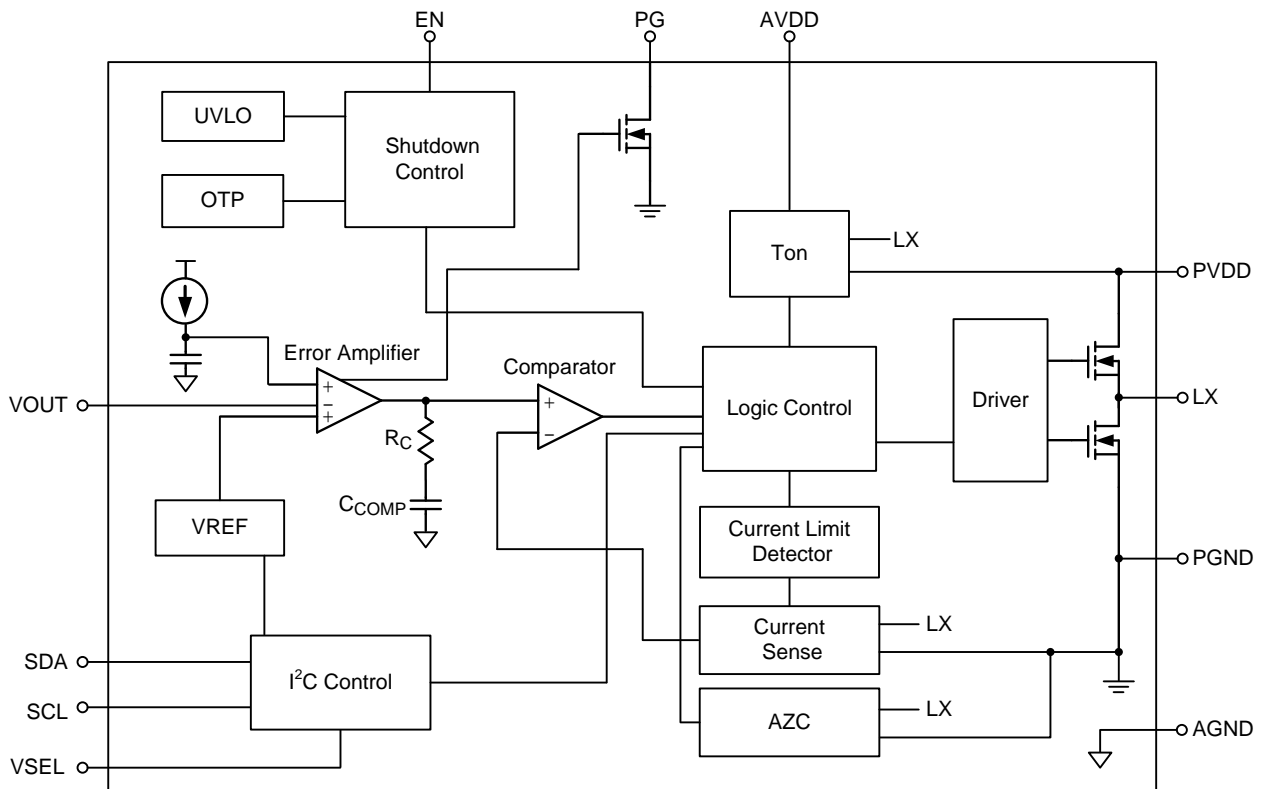 EN
PG
AVDD
UVLO
Shutdown
Control
OTP
Ton
LX
PVDD
Error Amplifier
Comparator
+
−
+
+
−
VOUT
Logic Control
Driver
LX
RC
CCOMP
VREF
Current Limit
Detector
PGND
Current
Sense
LX
SDA
I²C Control
SCL
AZC
LX
AGND
VSEL